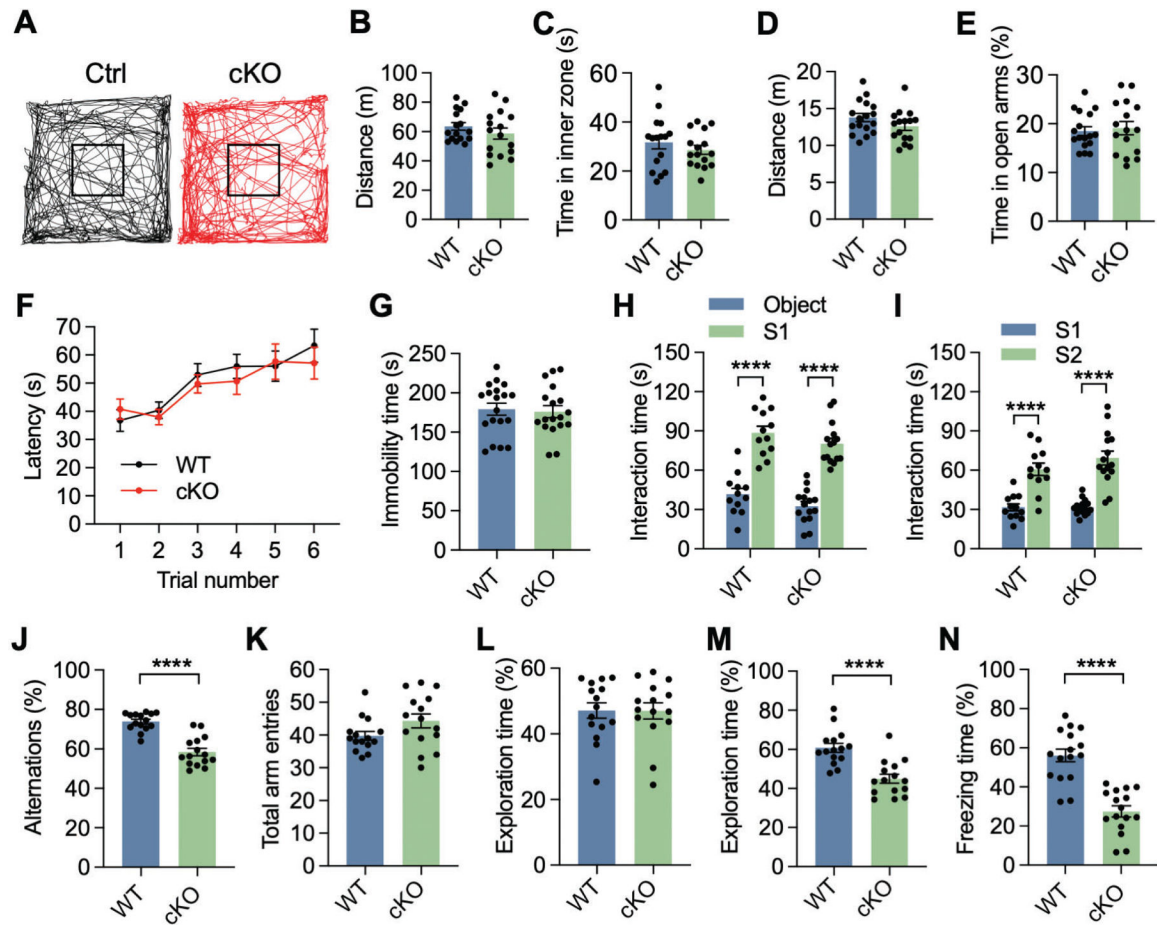 A
Ctrl
cKO
B
Distance (m)
100
80
60
40
20
0
WT
cKO
C
Time in inner zone (s)
60
40
20
0
WT
cKO
D
Distance (m)
20
15
10
5
0
WT
cKO
E
Time in open arms (%)
30
20
10
0
WT
cKO
F
Latency (s)
70
60
50
40
30
20
10
0
WT
cKO
1 2 3 4 5 6
Trial number
G
Immobility time (s)
250
200
150
100
50
0
WT
cKO
H
Object
S1
Interaction time (s)
150
120
90
60
30
0
****
****
WT
cKO
I
S1
S2
Interaction time (s)
150
120
90
60
30
0
****
****
WT
cKO
J
Alternations (%)
100
80
60
40
20
0
****
WT
cKO
K
Total arm entries
60
50
40
30
20
10
0
WT
cKO
L
Exploration time (%)
60
40
20
0
WT
cKO
M
Exploration time (%)
100
80
60
40
20
0
****
WT
cKO
N
Freezing time (%)
100
80
60
40
20
0
****
WT
cKO